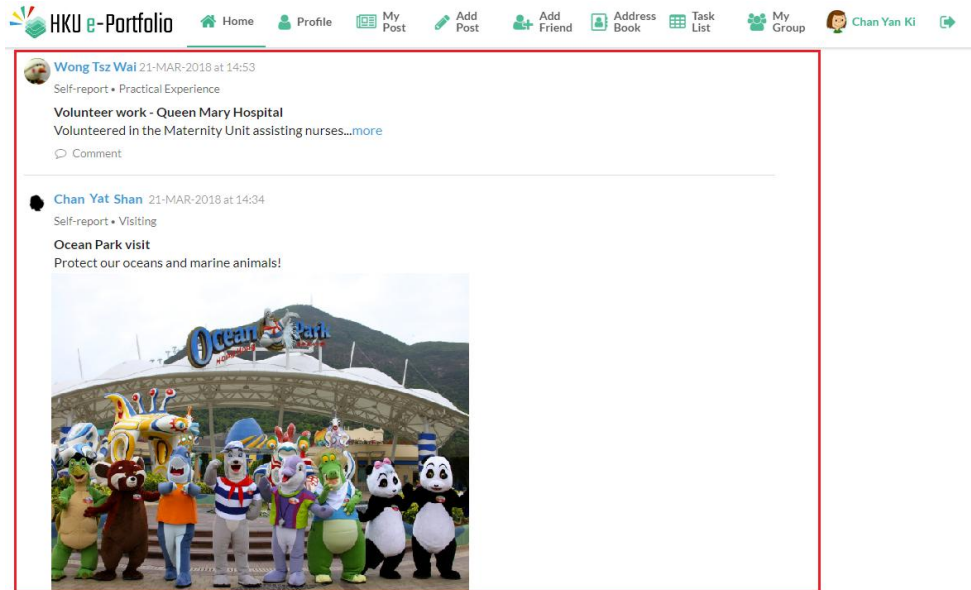 HKU e-Portfolio
Home
Profile
My Post
Add Post
Add Friend
Address Book
Task List
My Group
Chan Yan Ki
Wong Tsz Wai 21-MAR-2018 at 14:53
Self-report • Practical Experience
Volunteer work - Queen Mary Hospital
Volunteered in the Maternity Unit assisting nurses...more
Comment
Chan Yat Shan 21-MAR-2018 at 14:34
Self-report • Visiting
Ocean Park visit
Protect our oceans and marine animals!
Ocean Park
HONG KONG